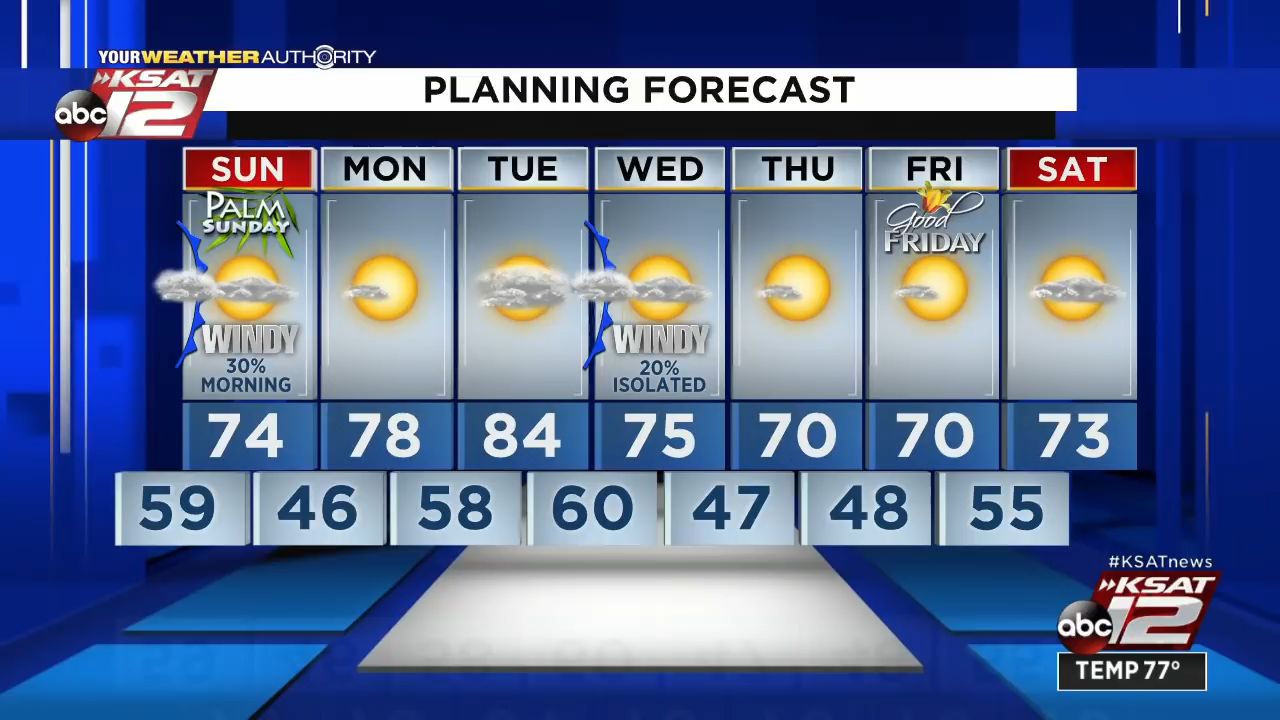 YOURWEATHERAUTHORITY
KSAT
abc 12
PLANNING FORECAST
SUN MON TUE WED THU FRI SAT
PALM
SUNDAY
Good
FRIDAY
WINDY
30%
MORNING
WINDY
20%
ISOLATED
74 78 84 75 70 70 73
59 46 58 60 47 48 55
#KSATnews
KSAT
abc 12
TEMP 77°